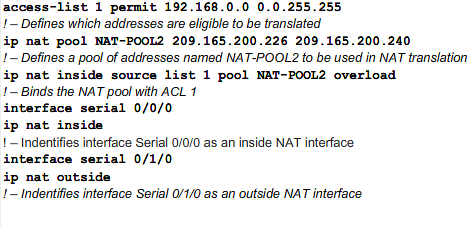 access-list 1 permit 192.168.0.0 0.0.255.255
! – Defines which addresses are eligible to be translated
ip nat pool NAT-POOL2 209.165.200.226 209.165.200.240
! – Defines a pool of addresses named NAT-POOL2 to be used in NAT translation
ip nat inside source list 1 pool NAT-POOL2 overload
! – Binds the NAT pool with ACL 1
interface serial 0/0/0
ip nat inside
! – Indentifies interface Serial 0/0/0 as an inside NAT interface
interface serial 0/1/0
ip nat outside
! – Indentifies interface Serial 0/1/0 as an outside NAT interface